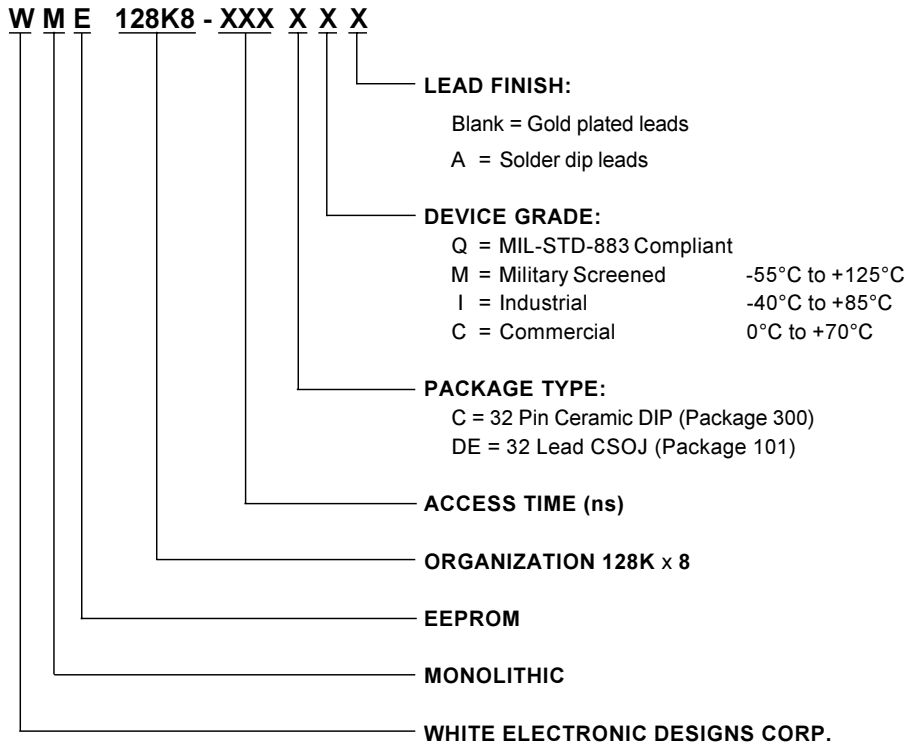 W M E 128K8 - XXX X X X
LEAD FINISH:
Blank = Gold plated leads
A = Solder dip leads
DEVICE GRADE:
Q = MIL-STD-883 Compliant
M = Military Screened -55°C to +125°C
I = Industrial -40°C to +85°C
C = Commercial 0°C to +70°C
PACKAGE TYPE:
C = 32 Pin Ceramic DIP (Package 300)
DE = 32 Lead CSOJ (Package 101)
ACCESS TIME (ns)
ORGANIZATION 128K x 8
EEPROM
MONOLITHIC
WHITE ELECTRONIC DESIGNS CORP.